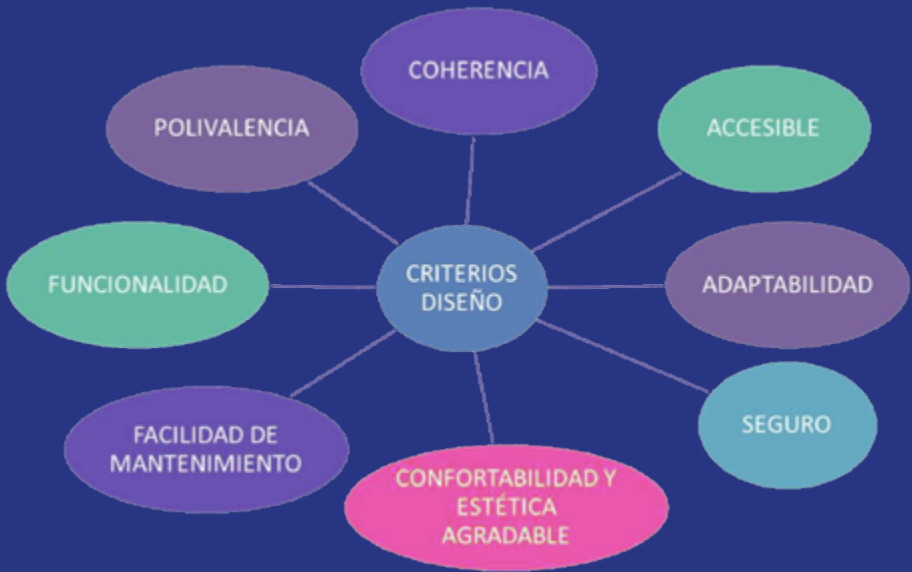 COHERENCIA
POLIVALENCIA
ACCESIBLE
FUNCIONALIDAD
CRITERIOS
DISEÑO
ADAPTABILIDAD
FACILIDAD DE
MANTENIMIENTO
SEGURO
CONFORTABILIDAD Y
ESTÉTICA
AGRADABLE